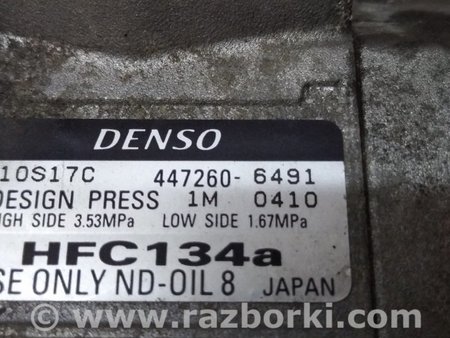 DENSO
10S17C 447260-6491
DESIGN PRESS 1M 0410
HIGH SIDE 3.53MPa LOW SIDE 1.67MPa
HFC134a
SE ONLY ND-OIL 8 JAPAN
© www.razborki.com